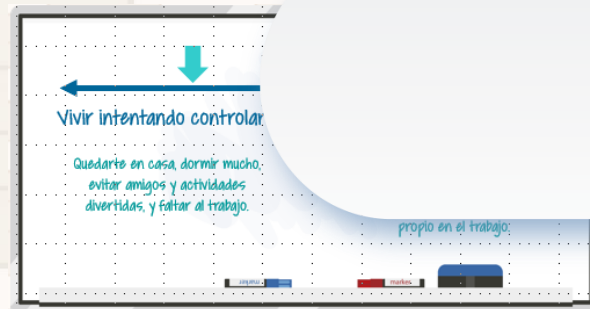 Vivir intentando controlar
Quedarte en casa, dormir mucho,
evitar amigos y actividades
divertidas, y faltar al trabajo.
propio en el trabajo.
marker